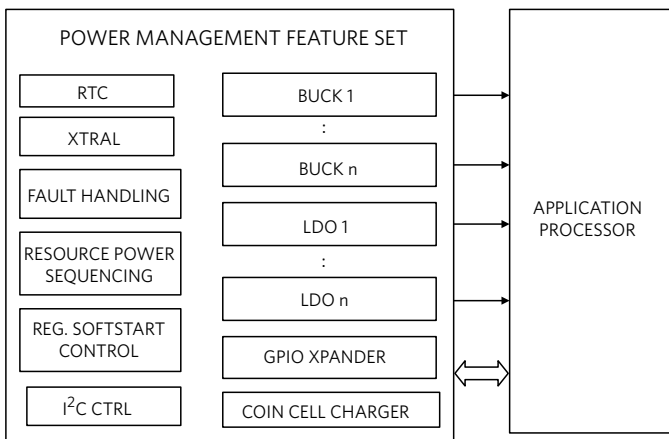 POWER MANAGEMENT FEATURE SET
RTC
XTRAL
FAULT HANDLING
RESOURCE POWER
SEQUENCING
REG. SOFTSTART
CONTROL
I²C CTRL
BUCK 1
:
BUCK n
LDO 1
:
LDO n
GPIO XPANDER
COIN CELL CHARGER
APPLICATION
PROCESSOR